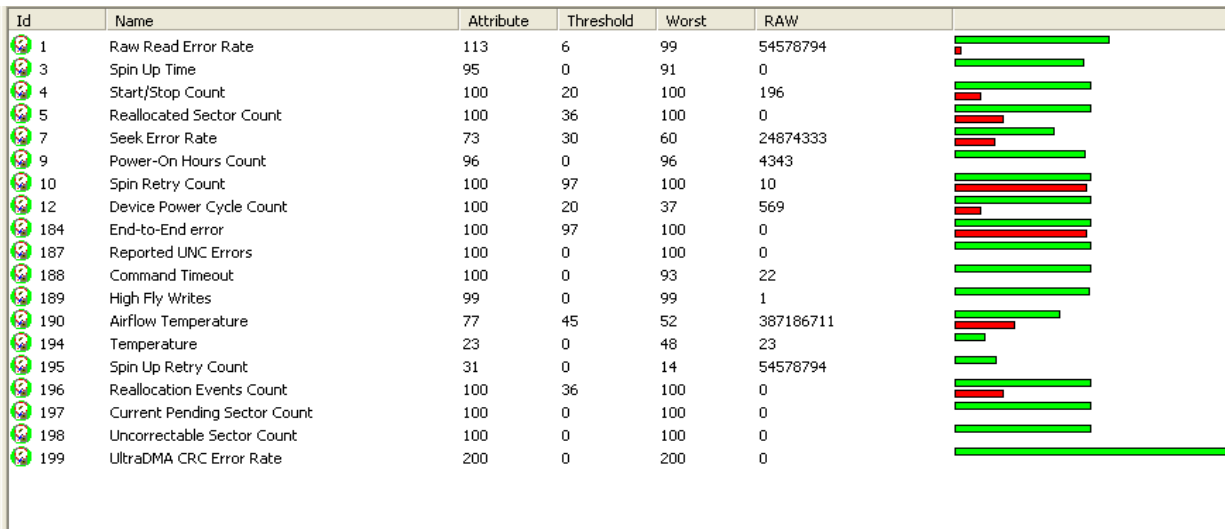 Id Name Attribute Threshold Worst RAW
1 Raw Read Error Rate 113 6 99 54578794
3 Spin Up Time 95 0 91 0
4 Start/Stop Count 100 20 100 196
5 Reallocated Sector Count 100 36 100 0
7 Seek Error Rate 73 30 60 24874333
9 Power-On Hours Count 96 0 96 4343
10 Spin Retry Count 100 97 100 10
12 Device Power Cycle Count 100 20 37 569
184 End-to-End error 100 97 100 0
187 Reported UNC Errors 100 0 100 0
188 Command Timeout 100 0 93 22
189 High Fly Writes 99 0 99 1
190 Airflow Temperature 77 45 52 387186711
194 Temperature 23 0 48 23
195 Spin Up Retry Count 31 0 14 54578794
196 Reallocation Events Count 100 36 100 0
197 Current Pending Sector Count 100 0 100 0
198 Uncorrectable Sector Count 100 0 100 0
199 UltraDMA CRC Error Rate 200 0 200 0